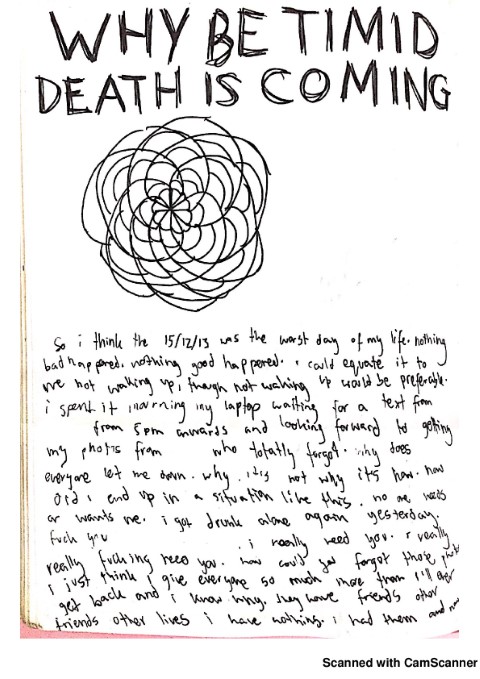 WHY BE TIMID
DEATH IS COMING
So i think the 15/12/13 was the worst day of my life. nothing
bad happered. nothing good happered. i could equate it to
me not waking up, though not waking up would be preferable.
i spent it my laptop waiting for a text from
from 5pm onwards and looking forward to getting
my photos from who totatly forgot. why does
everyone let me down. why. its not why it's how. how
Did i end up in a situation like this. no one needs
or wants me. i got drunk alone again yesterday.
fuck you . i really need you. i really,
really fucking need you. how could you forgot those
I just think I give everyone so much more than I'll ever
get back and i know why. they have friends other
friends other lives i have nothing. i had them and
Scanned with CamScanner